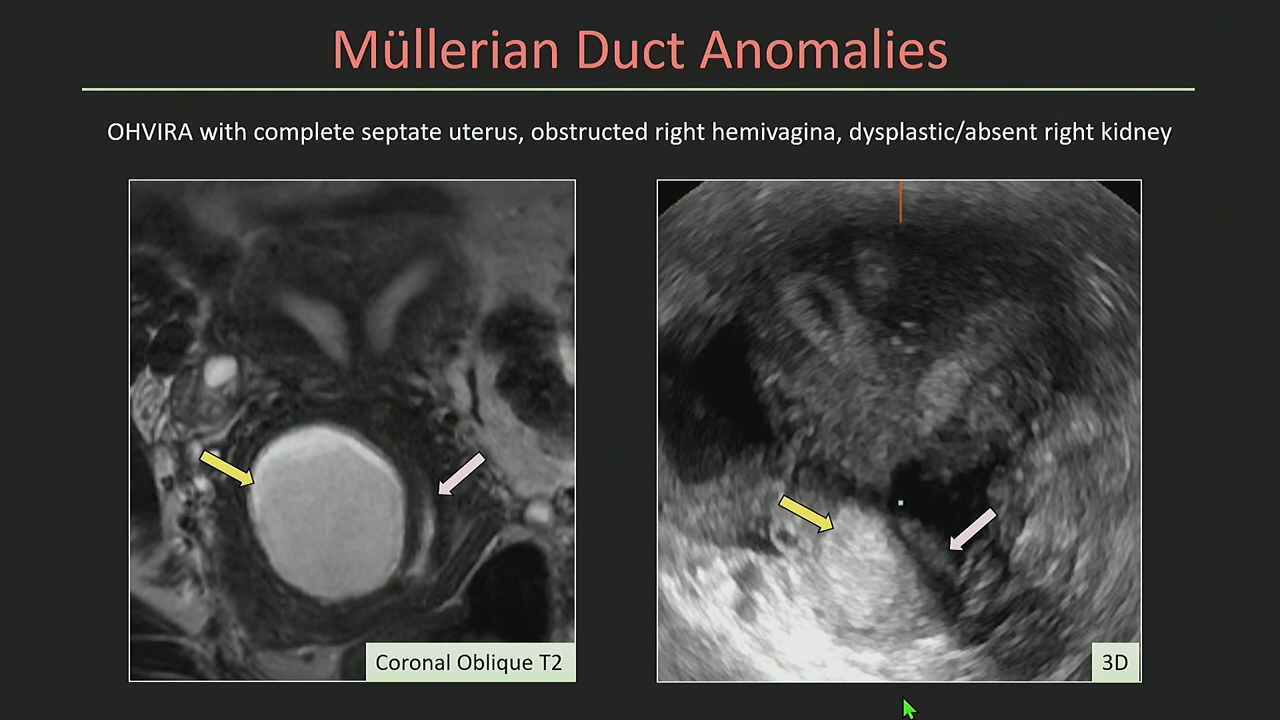 Müllerian Duct Anomalies
OHVIRA with complete septate uterus, obstructed right hemivagina, dysplastic/absent right kidney
Coronal Oblique T2
3D